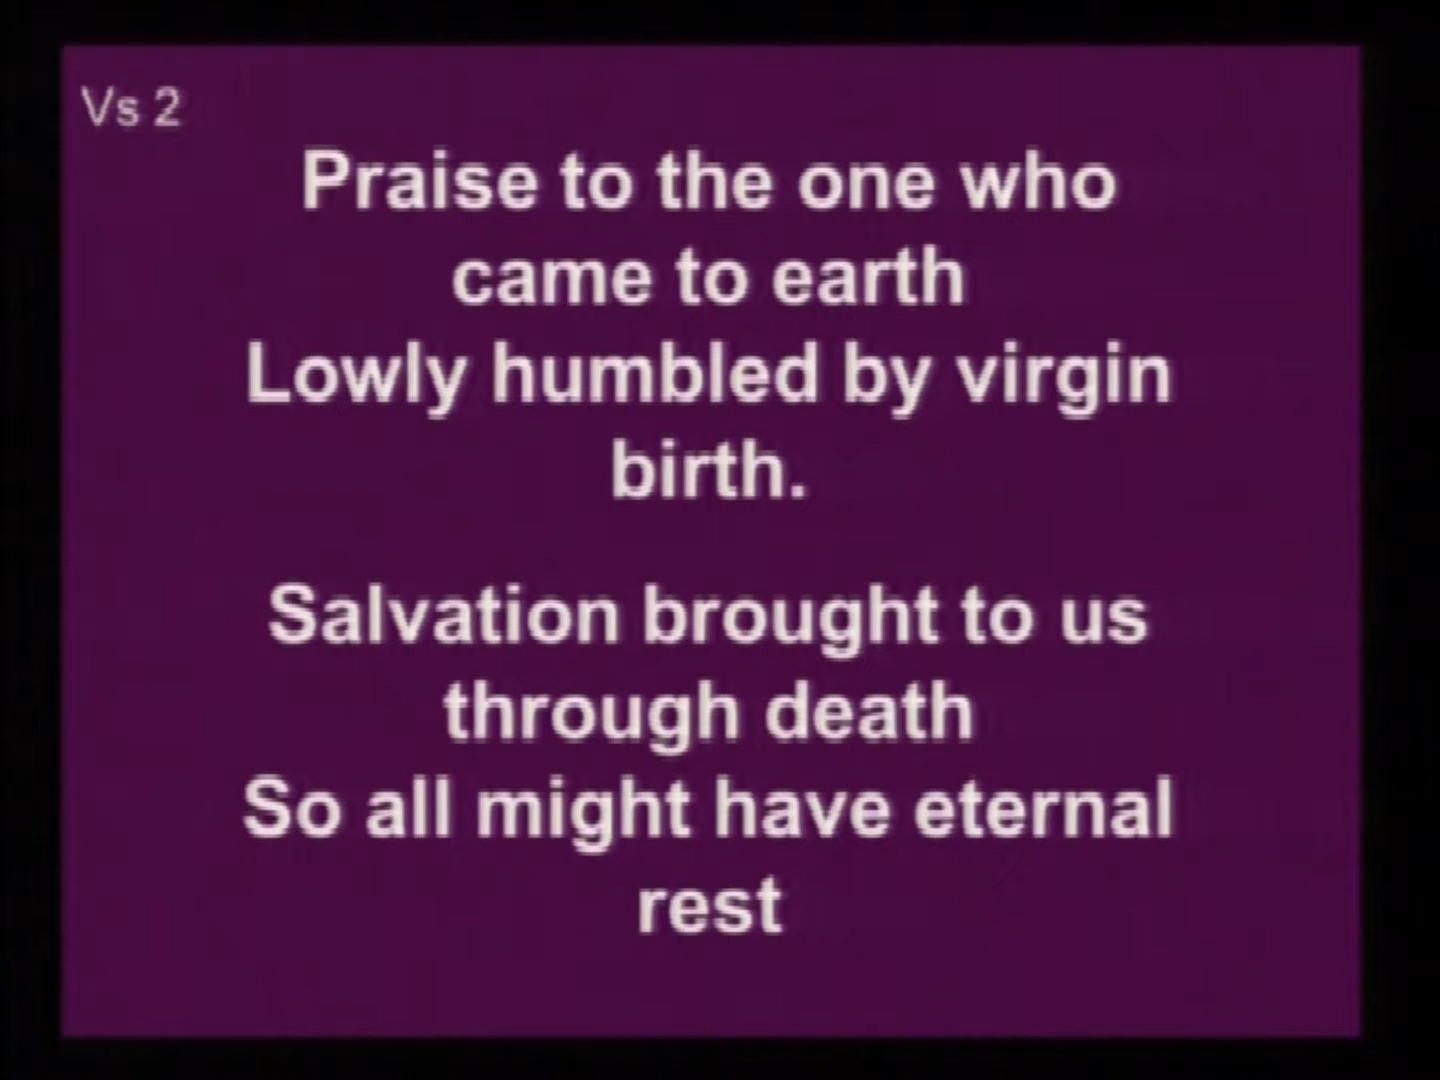 Vs 2
Praise to the one who
came to earth
Lowly humbled by virgin
birth.
Salvation brought to us
through death
So all might have eternal
rest